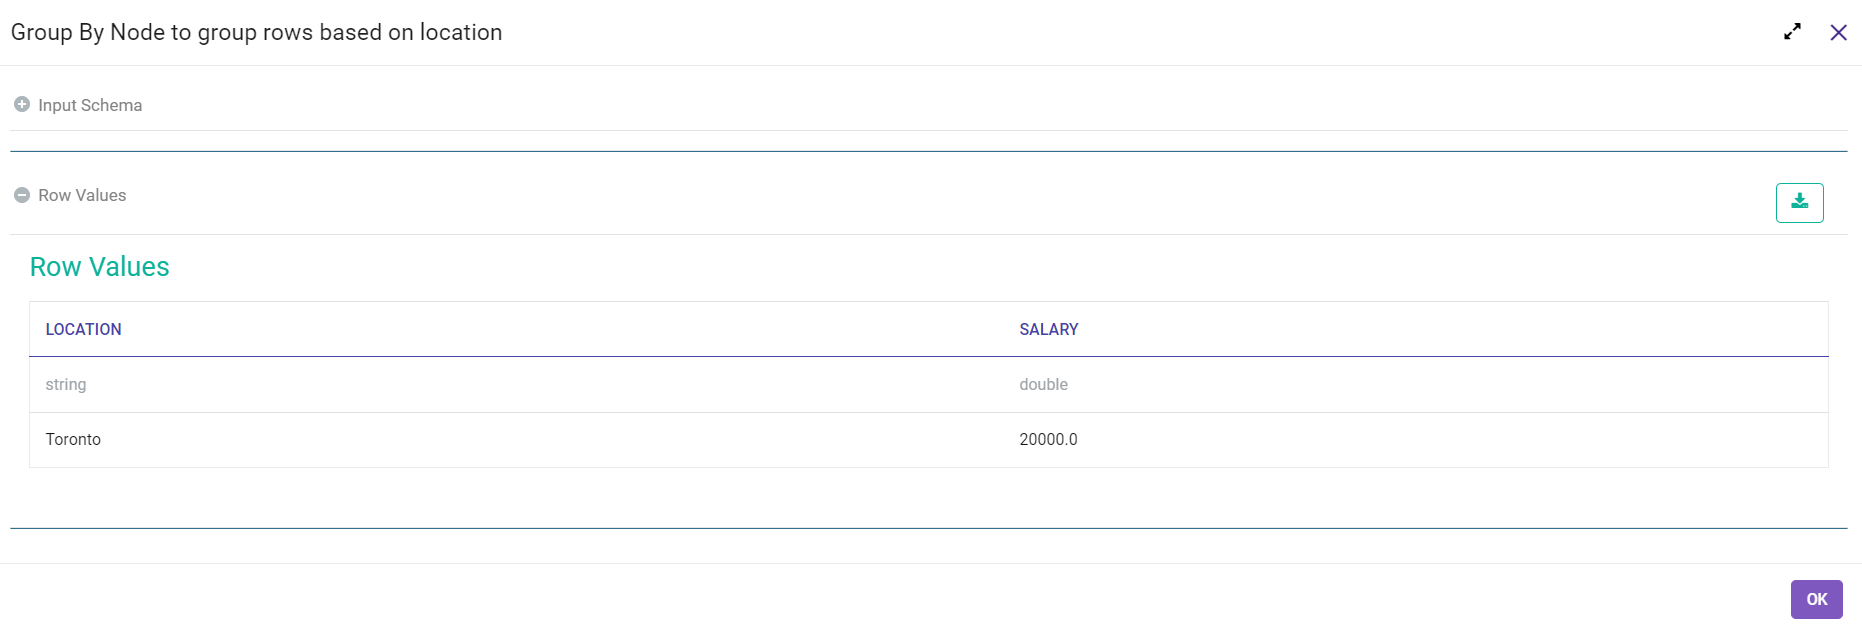 Group By Node to group rows based on location
Input Schema
Row Values
Row Values
LOCATION SALARY
string double
Toronto 20000.0
OK